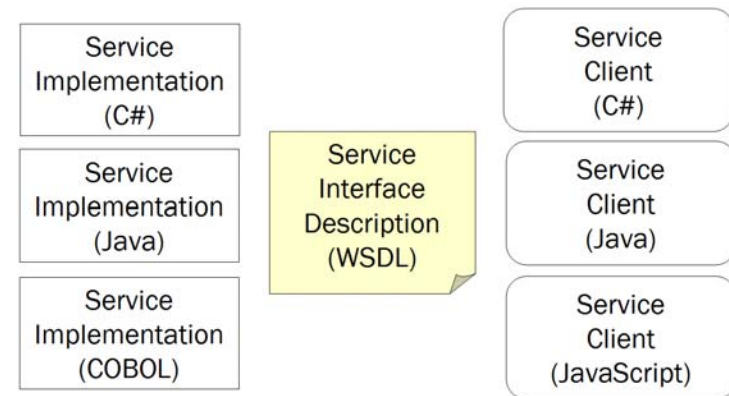 Service
Implementation
(C#)
Service
Implementation
(Java)
Service
Implementation
(COBOL)
Service
Interface
Description
(WSDL)
Service
Client
(C#)
Service
Client
(Java)
Service
Client
(JavaScript)